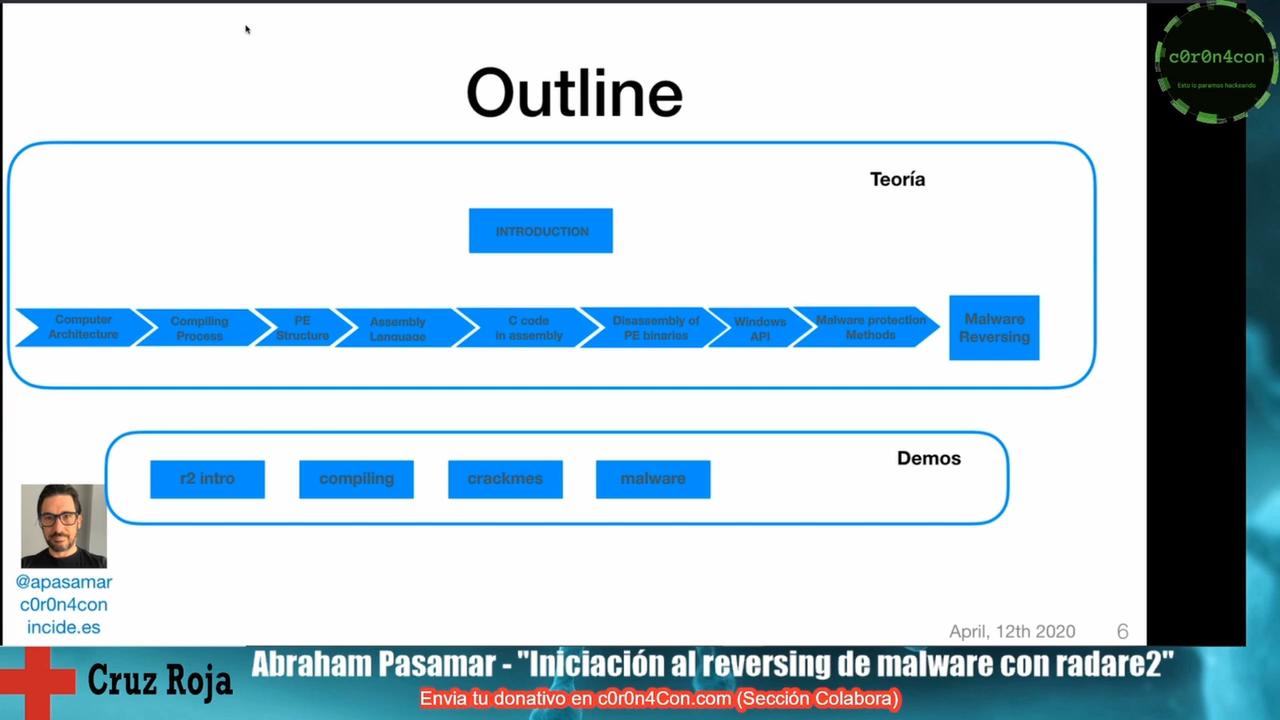 Outline
c0r0n4con
Esto lo paramos hackeando
Teoría
INTRODUCTION
Computer
Architecture
Compiling
Process
PE
Structure
Assembly
Language
C code
in assembly
Disassembly of
PE binaries
Windows
API
Malware protection
Methods
Malware
Reversing
Demos
r2 intro
compiling
crackmes
malware
@apasamar
c0r0n4con
incide.es
April, 12th 2020
6
Cruz Roja
Abraham Pasamar - "Iniciación al reversing de malware con radare2"
Envia tu donativo en c0r0n4Con.com (Sección Colabora)